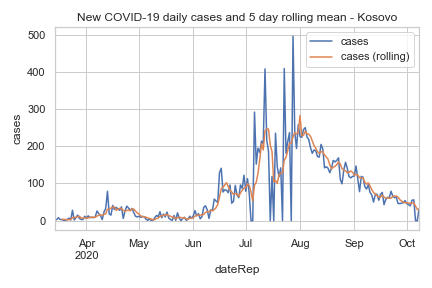 New COVID-19 daily cases and 5 day rolling mean - Kosovo
cases
cases (rolling)
500
400
300
200
100
0
cases
Apr
2020
May
Jun
Jul
Aug
Sep
Oct
dateRep